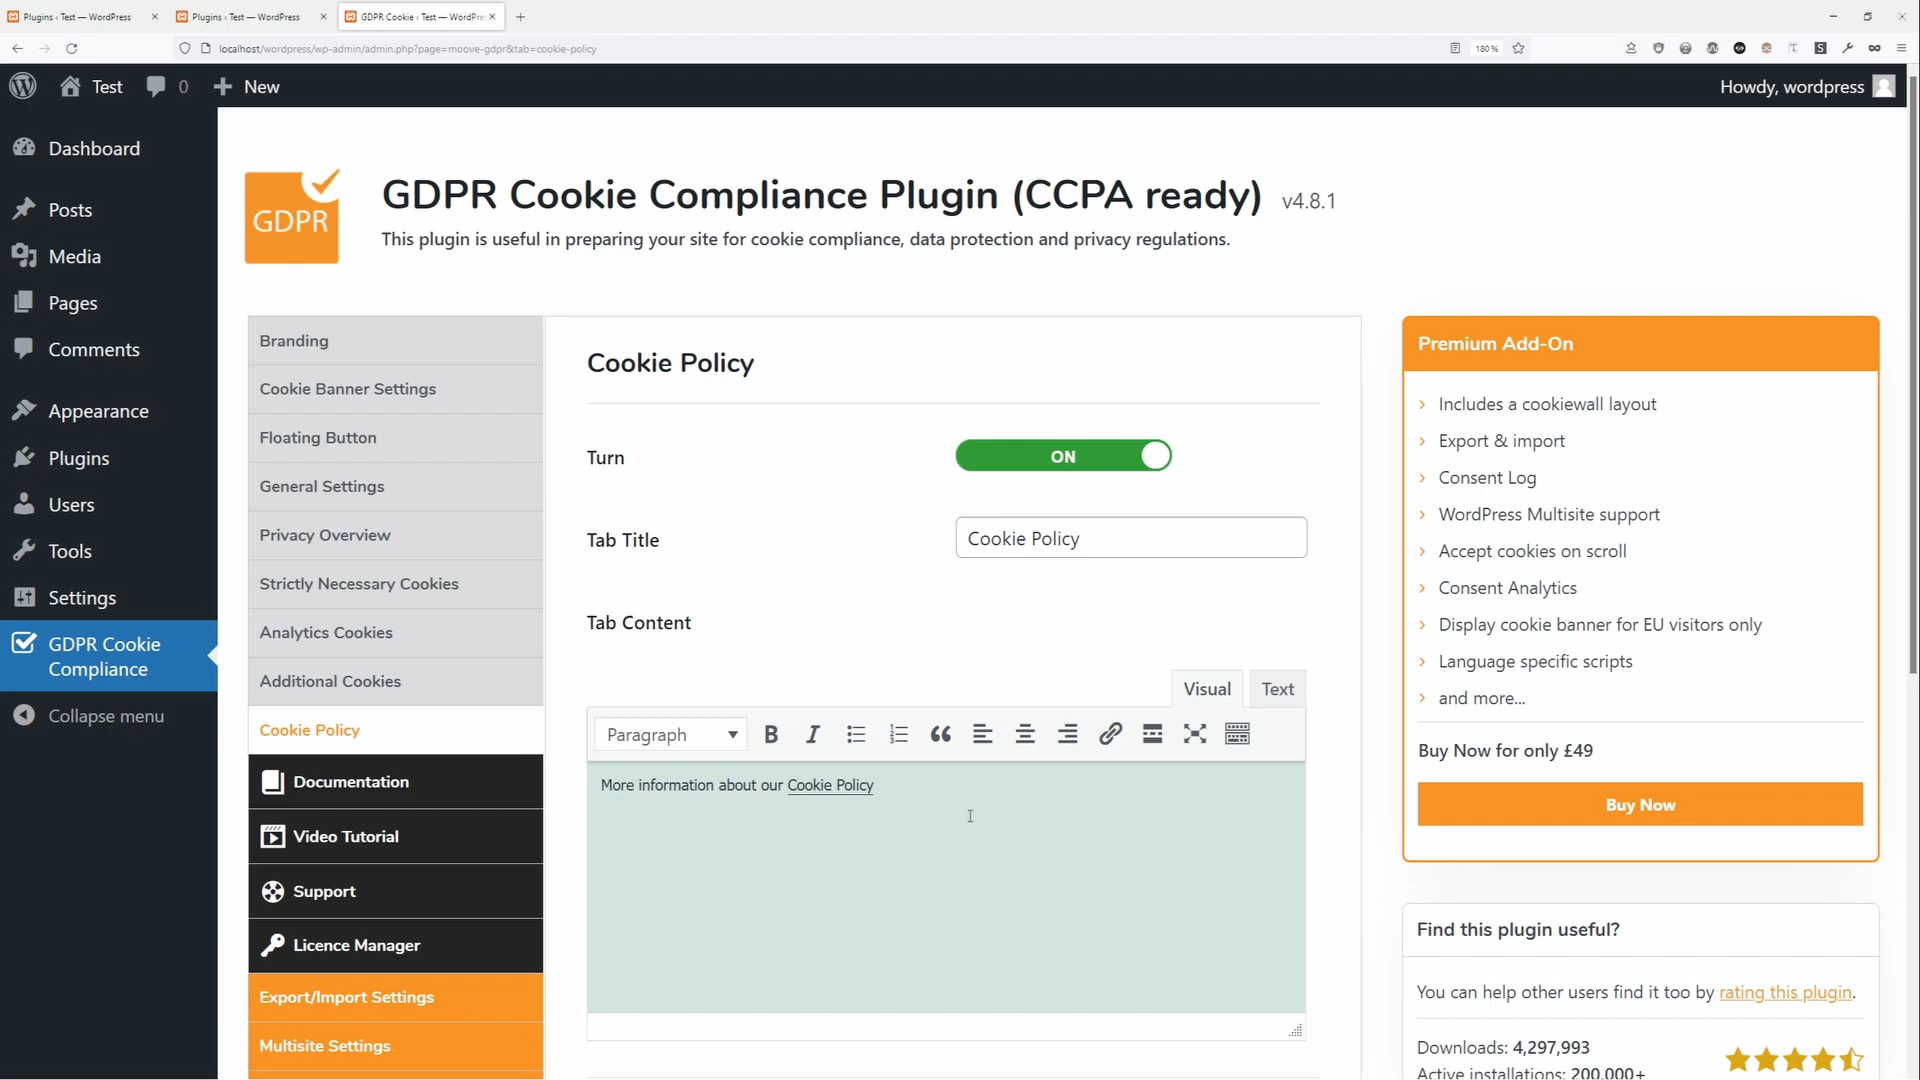 Plugins ‹ Test — WordPress
Plugins ‹ Test — WordPress
GDPR Cookie ‹ Test — WordPre
localhost/wordpress/wp-admin/admin.php?page=moove-gdpr&tab=cookie-policy
180 %
Test
0
New
Howdy, wordpress
Dashboard
Posts
Media
Pages
Comments
Appearance
Plugins
Users
Tools
Settings
GDPR Cookie
Compliance
Collapse menu
GDPR
GDPR Cookie Compliance Plugin (CCPA ready) v4.8.1
This plugin is useful in preparing your site for cookie compliance, data protection and privacy regulations.
Branding
Cookie Banner Settings
Floating Button
General Settings
Privacy Overview
Strictly Necessary Cookies
Analytics Cookies
Additional Cookies
Cookie Policy
Documentation
Video Tutorial
Support
Licence Manager
Export/Import Settings
Multisite Settings
Cookie Policy
Turn
ON
Tab Title
Cookie Policy
Tab Content
Visual
Text
Paragraph
More information about our Cookie Policy
Premium Add-On
Includes a cookiewall layout
Export & import
Consent Log
WordPress Multisite support
Accept cookies on scroll
Consent Analytics
Display cookie banner for EU visitors only
Language specific scripts
and more...
Buy Now for only £49
Buy Now
Find this plugin useful?
You can help other users find it too by rating this plugin.
Downloads: 4,297,993
Active installations: 200,000+